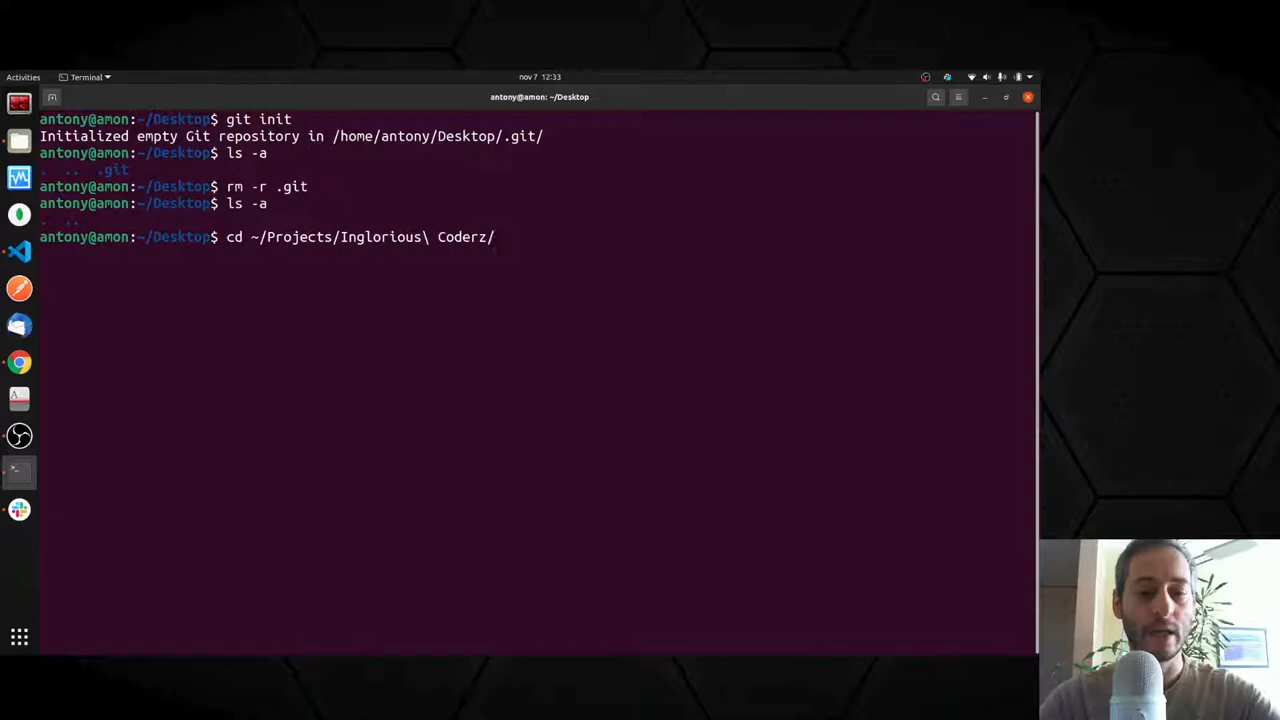 Activities
Terminal
nov 7 12:33
antony@amon: ~/Desktop
antony@amon:~/Desktop$ git init
Initialized empty Git repository in /home/antony/Desktop/.git/
antony@amon:~/Desktop$ ls -a
. .. .git
antony@amon:~/Desktop$ rm -r .git
antony@amon:~/Desktop$ ls -a
. ..
antony@amon:~/Desktop$ cd ~/Projects/Inglorious\ Coderz/